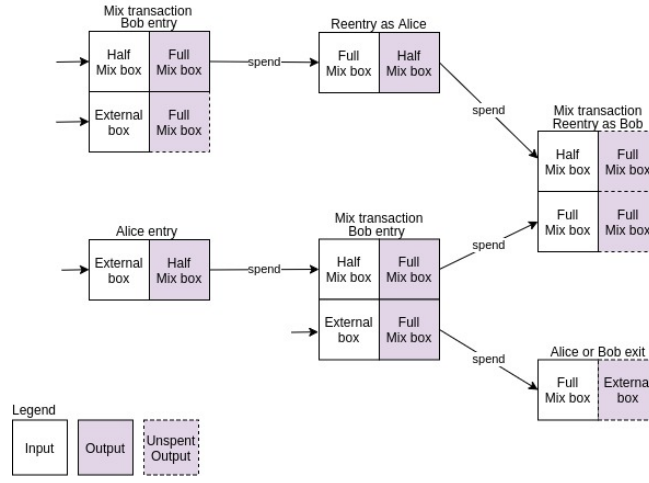 Mix transaction
Bob entry
Half
Mix box
Full
Mix box
External
box
Full
Mix box
spend
Reentry as Alice
Full
Mix box
Half
Mix box
spend
Mix transaction
Reentry as Bob
Half
Mix box
Full
Mix box
Full
Mix box
Full
Mix box
Alice entry
External
box
Half
Mix box
spend
Mix transaction
Bob entry
Half
Mix box
Full
Mix box
External
box
Full
Mix box
spend
spend
Alice or Bob exit
Full
Mix box
External
box
Legend
Input
Output
Unspent
Output